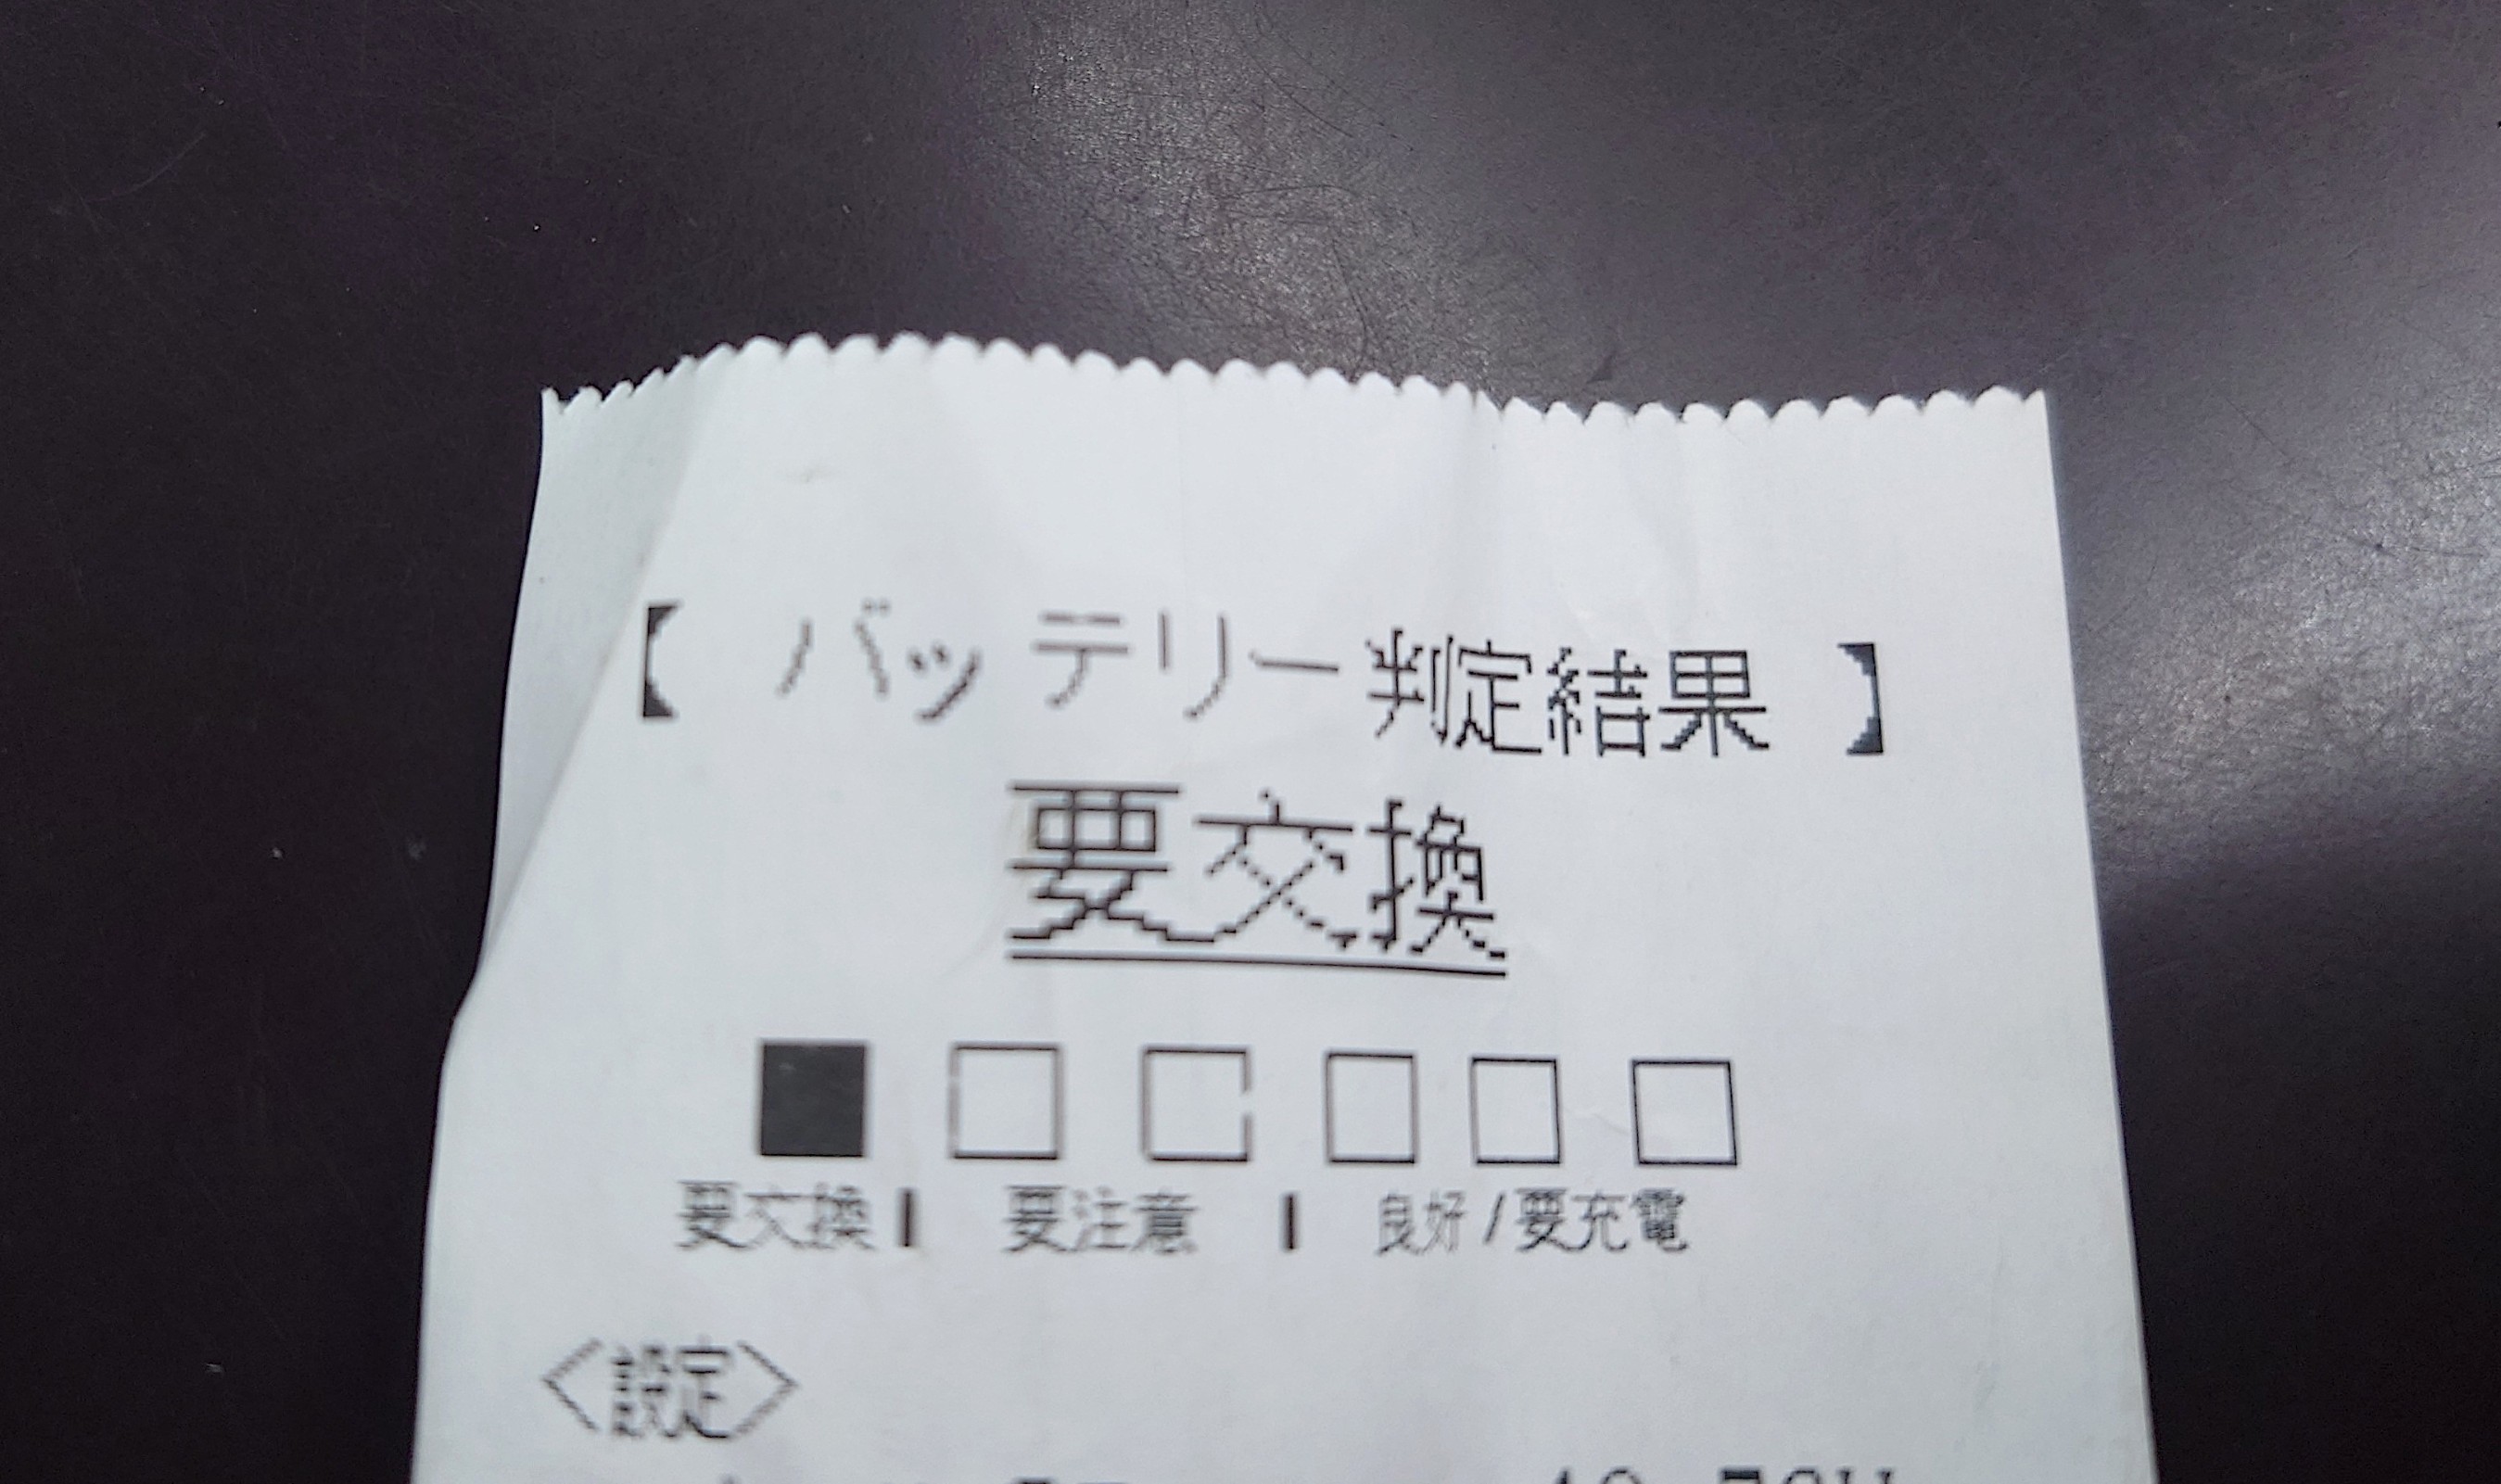 【 バッテリー判定結果 】
要交換
■ □ □ □ □ □
要交換┃ 要注意 ┃ 良好/要充電
〈設定〉